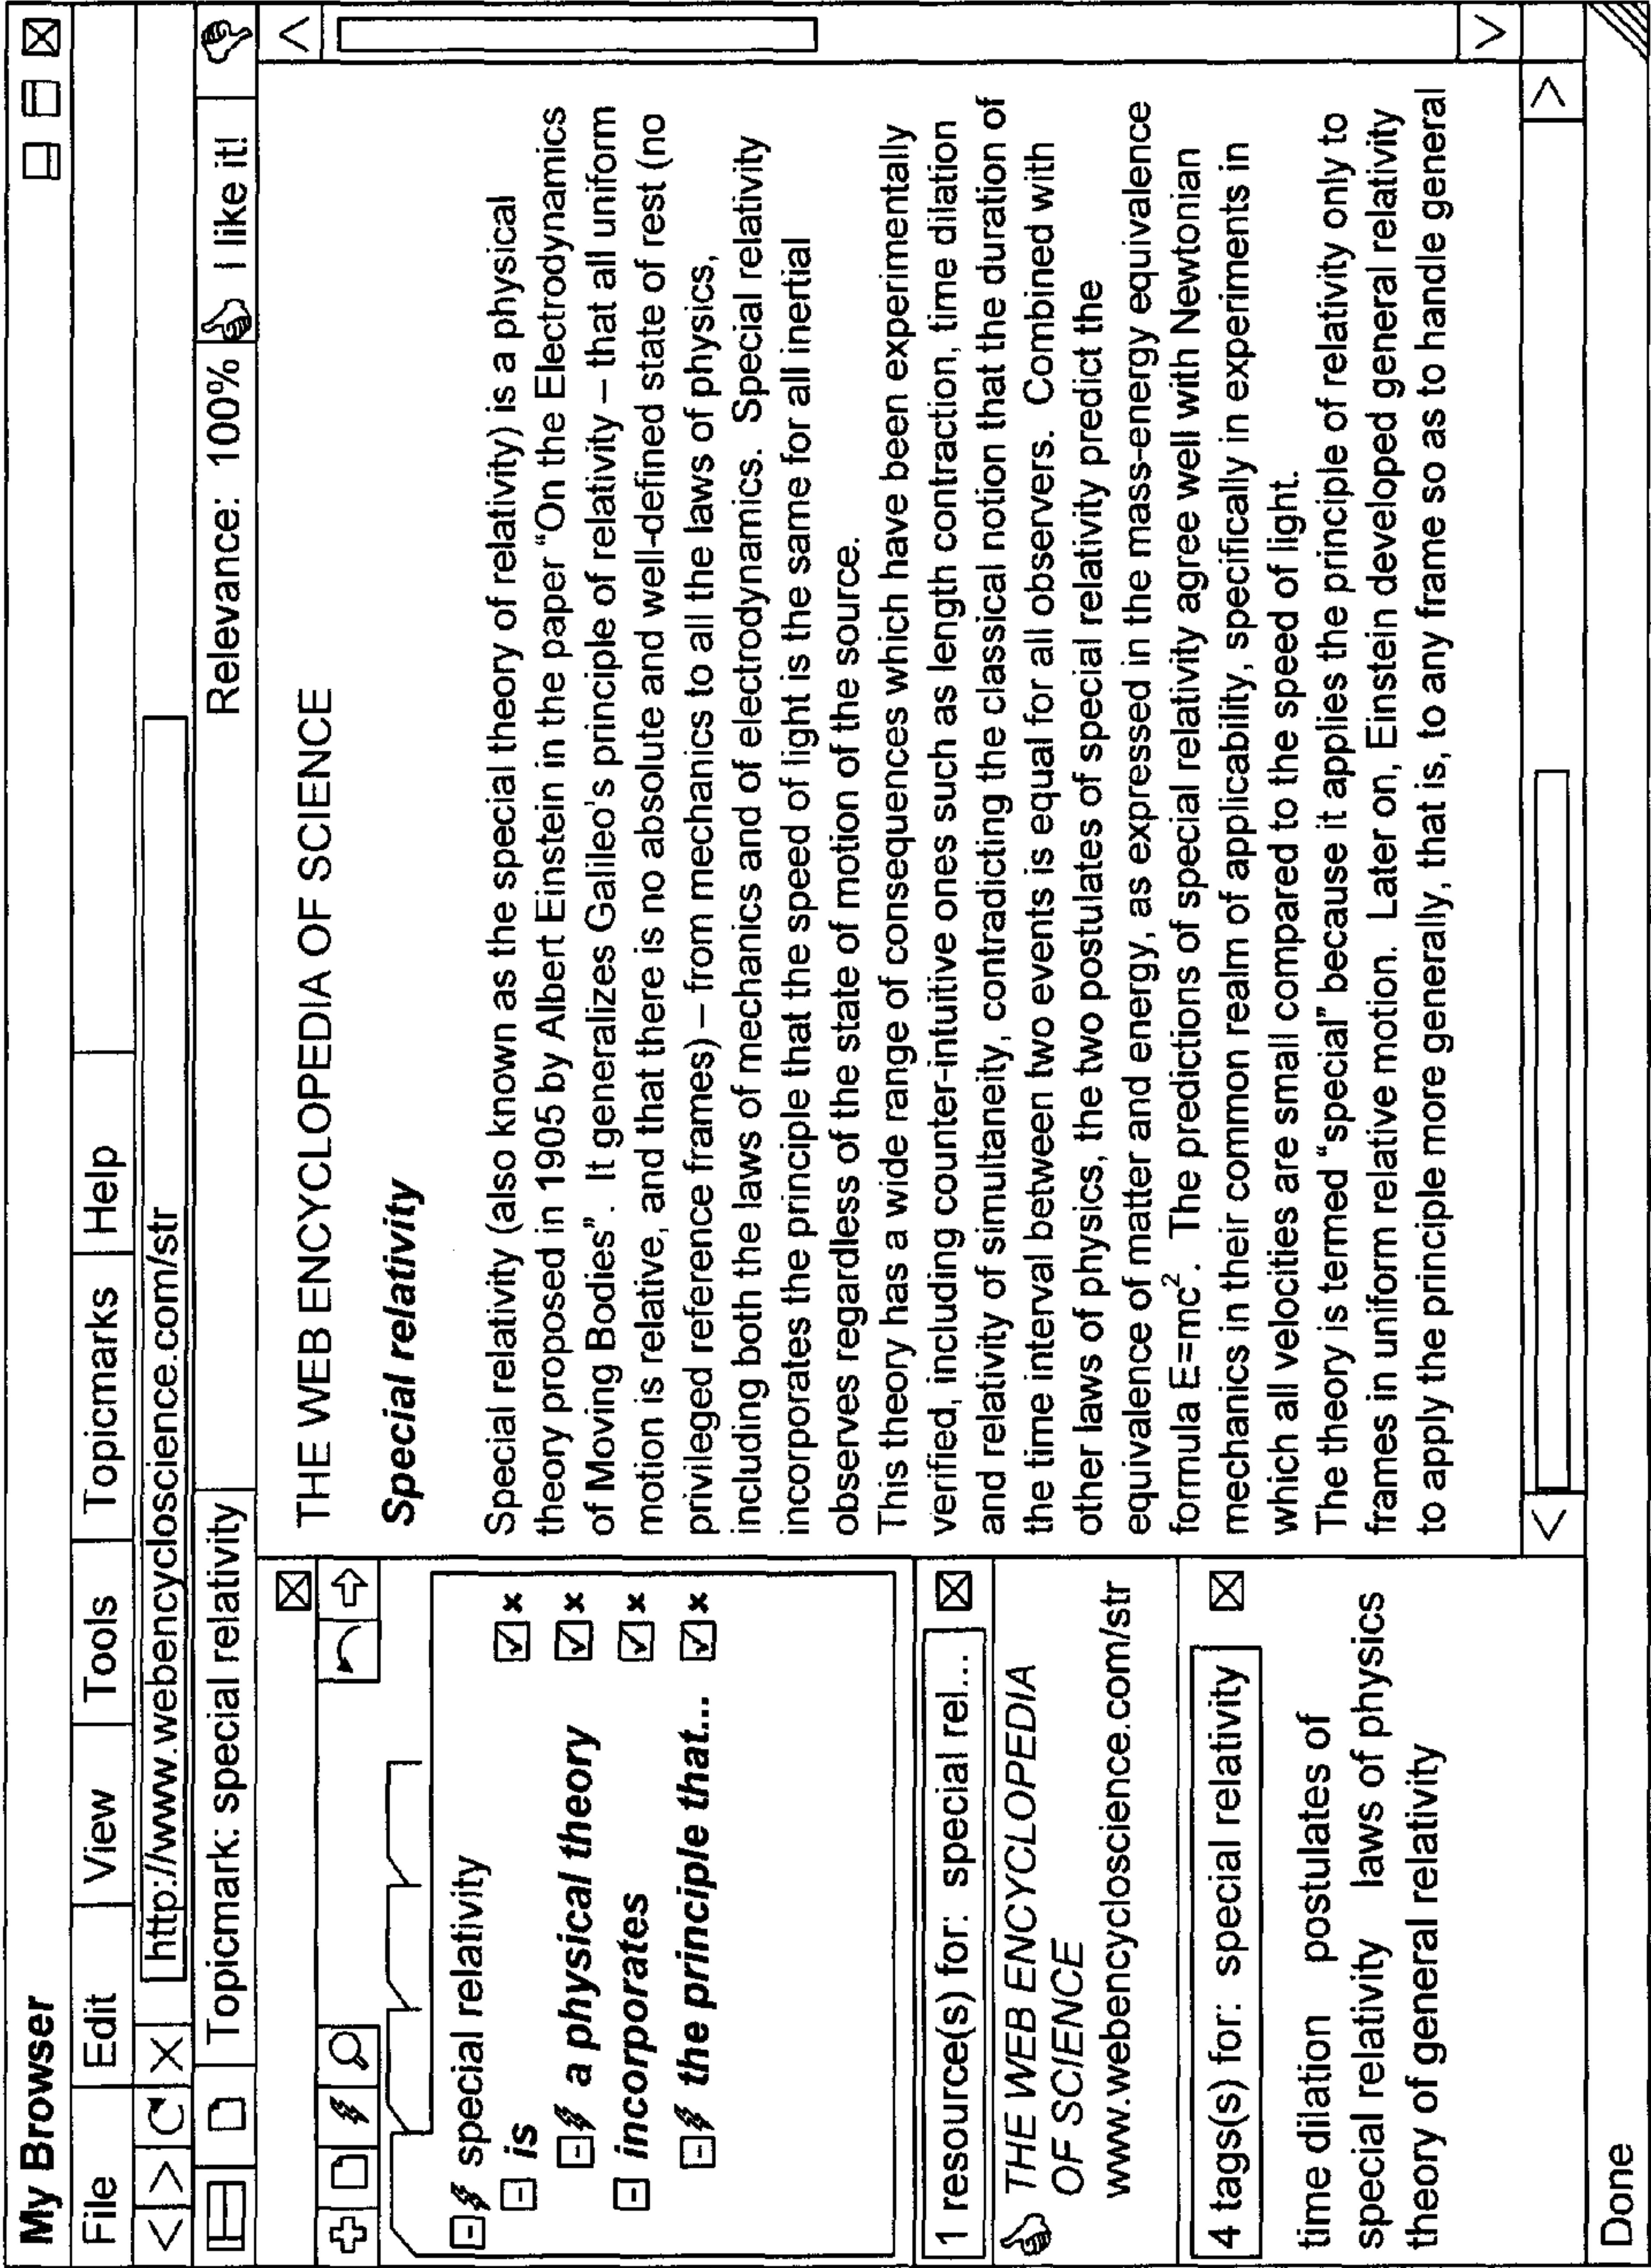 My Browser
File Edit View Tools Topicmarks Help
http://www.webencycloscience.com/str
Topicmark: special relativity Relevance: 100% I like it!
special relativity
is
a physical theory
incorporates
the principle that...
1 resource(s) for: special rel...
THE WEB ENCYCLOPEDIA
OF SCIENCE
www.webencycloscience.com/str
4 tags(s) for: special relativity
time dilation postulates of
special relativity laws of physics
theory of general relativity
THE WEB ENCYCLOPEDIA OF SCIENCE
Special relativity
Special relativity (also known as the special theory of relativity) is a physical
theory proposed in 1905 by Albert Einstein in the paper "On the Electrodynamics
of Moving Bodies". It generalizes Galileo's principle of relativity – that all uniform
motion is relative, and that there is no absolute and well-defined state of rest (no
privileged reference frames) – from mechanics to all the laws of physics,
including both the laws of mechanics and of electrodynamics. Special relativity
incorporates the principle that the speed of light is the same for all inertial
observes regardless of the state of motion of the source.
This theory has a wide range of consequences which have been experimentally
verified, including counter-intuitive ones such as length contraction, time dilation
and relativity of simultaneity, contradicting the classical notion that the duration of
the time interval between two events is equal for all observers. Combined with
other laws of physics, the two postulates of special relativity predict the
equivalence of matter and energy, as expressed in the mass-energy equivalence
formula E=mc². The predictions of special relativity agree well with Newtonian
mechanics in their common realm of applicability, specifically in experiments in
which all velocities are small compared to the speed of light.
The theory is termed "special" because it applies the principle of relativity only to
frames in uniform relative motion. Later on, Einstein developed general relativity
to apply the principle more generally, that is, to any frame so as to handle general
Done